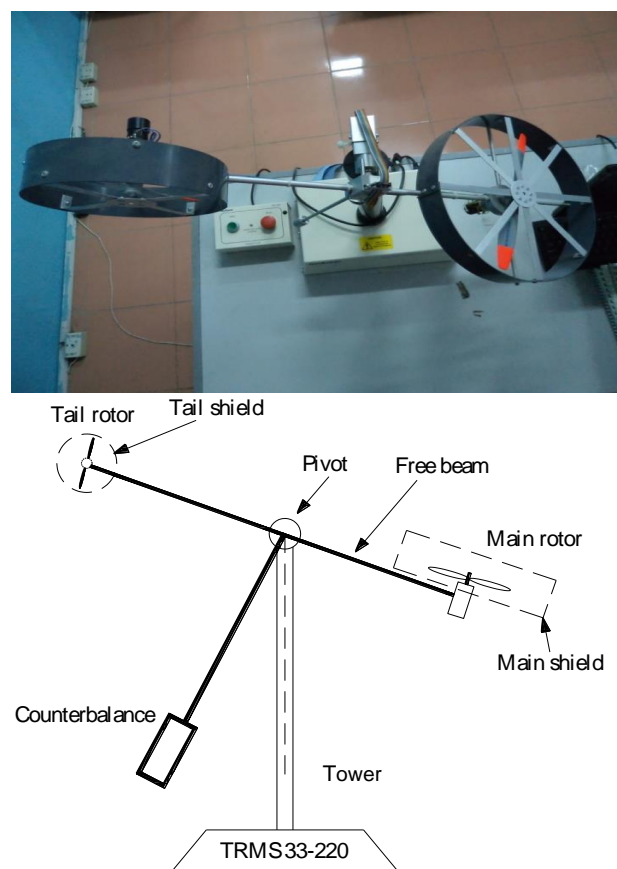 Tail rotor
Tail shield
Pivot
Free beam
Main rotor
Main shield
Counterbalance
Tower
TRMS 33-220